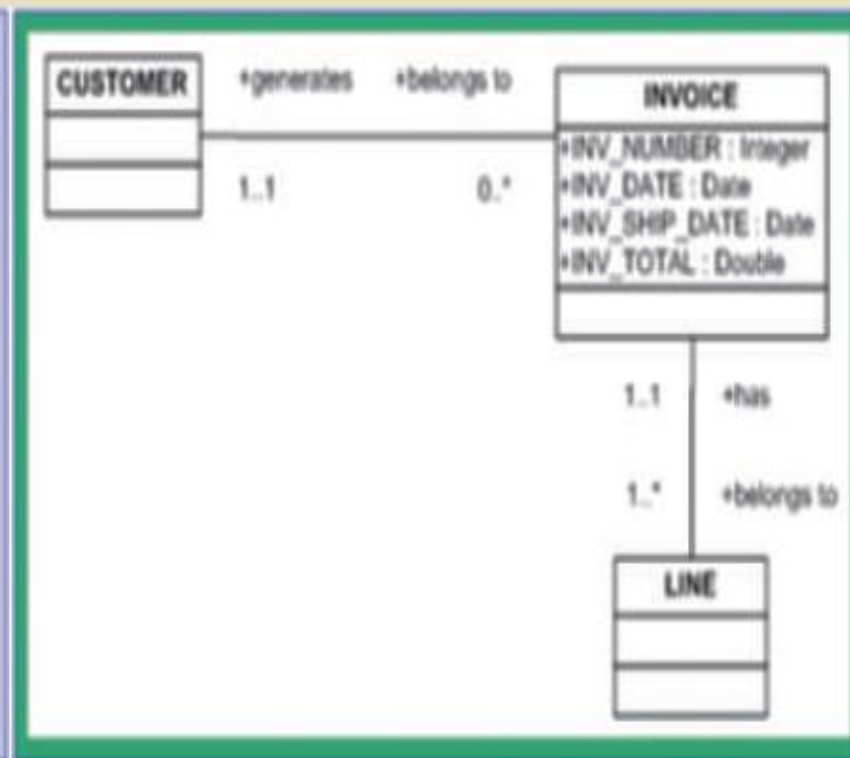 CUSTOMER
+generates
+belongs to
1..1
0..*
INVOICE
+INV_NUMBER : Integer
+INV_DATE : Date
+INV_SHIP_DATE : Date
+INV_TOTAL : Double
1..1
+has
1..*
+belongs to
LINE